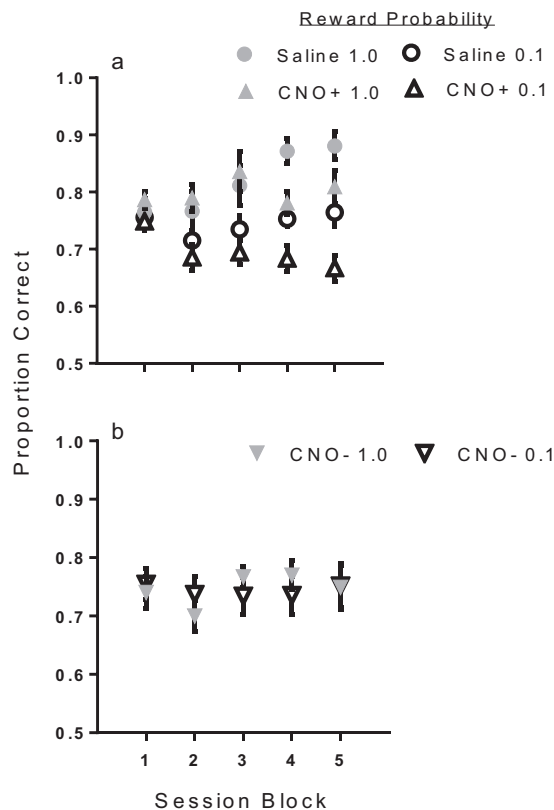 Reward Probability
Saline 1.0 Saline 0.1
CNO+ 1.0 CNO+ 0.1
a
1.0
0.9
0.8
0.7
0.6
0.5
Proportion Correct
b
CNO- 1.0 CNO- 0.1
1.0
0.9
0.8
0.7
0.6
0.5
1 2 3 4 5
Session Block